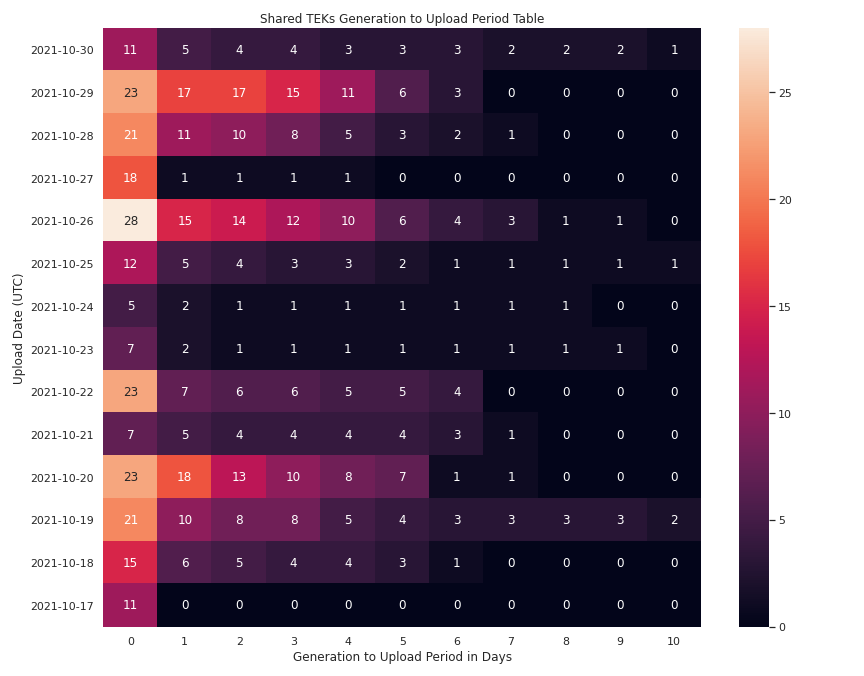 Shared TEKs Generation to Upload Period Table
2021-10-30 11 5 4 4 3 3 3 2 2 2 1
2021-10-29 23 17 17 15 11 6 3 0 0 0 0
2021-10-28 21 11 10 8 5 3 2 1 0 0 0
2021-10-27 18 1 1 1 1 0 0 0 0 0 0
2021-10-26 28 15 14 12 10 6 4 3 1 1 0
2021-10-25 12 5 4 3 3 2 1 1 1 1 1
2021-10-24 5 2 1 1 1 1 1 1 1 0 0
2021-10-23 7 2 1 1 1 1 1 1 1 1 0
2021-10-22 23 7 6 6 5 5 4 0 0 0 0
2021-10-21 7 5 4 4 4 4 3 1 0 0 0
2021-10-20 23 18 13 10 8 7 1 1 0 0 0
2021-10-19 21 10 8 8 5 4 3 3 3 3 2
2021-10-18 15 6 5 4 4 3 1 0 0 0 0
2021-10-17 11 0 0 0 0 0 0 0 0 0 0
0 1 2 3 4 5 6 7 8 9 10
Generation to Upload Period in Days
Upload Date (UTC)
25
20
15
10
5
0